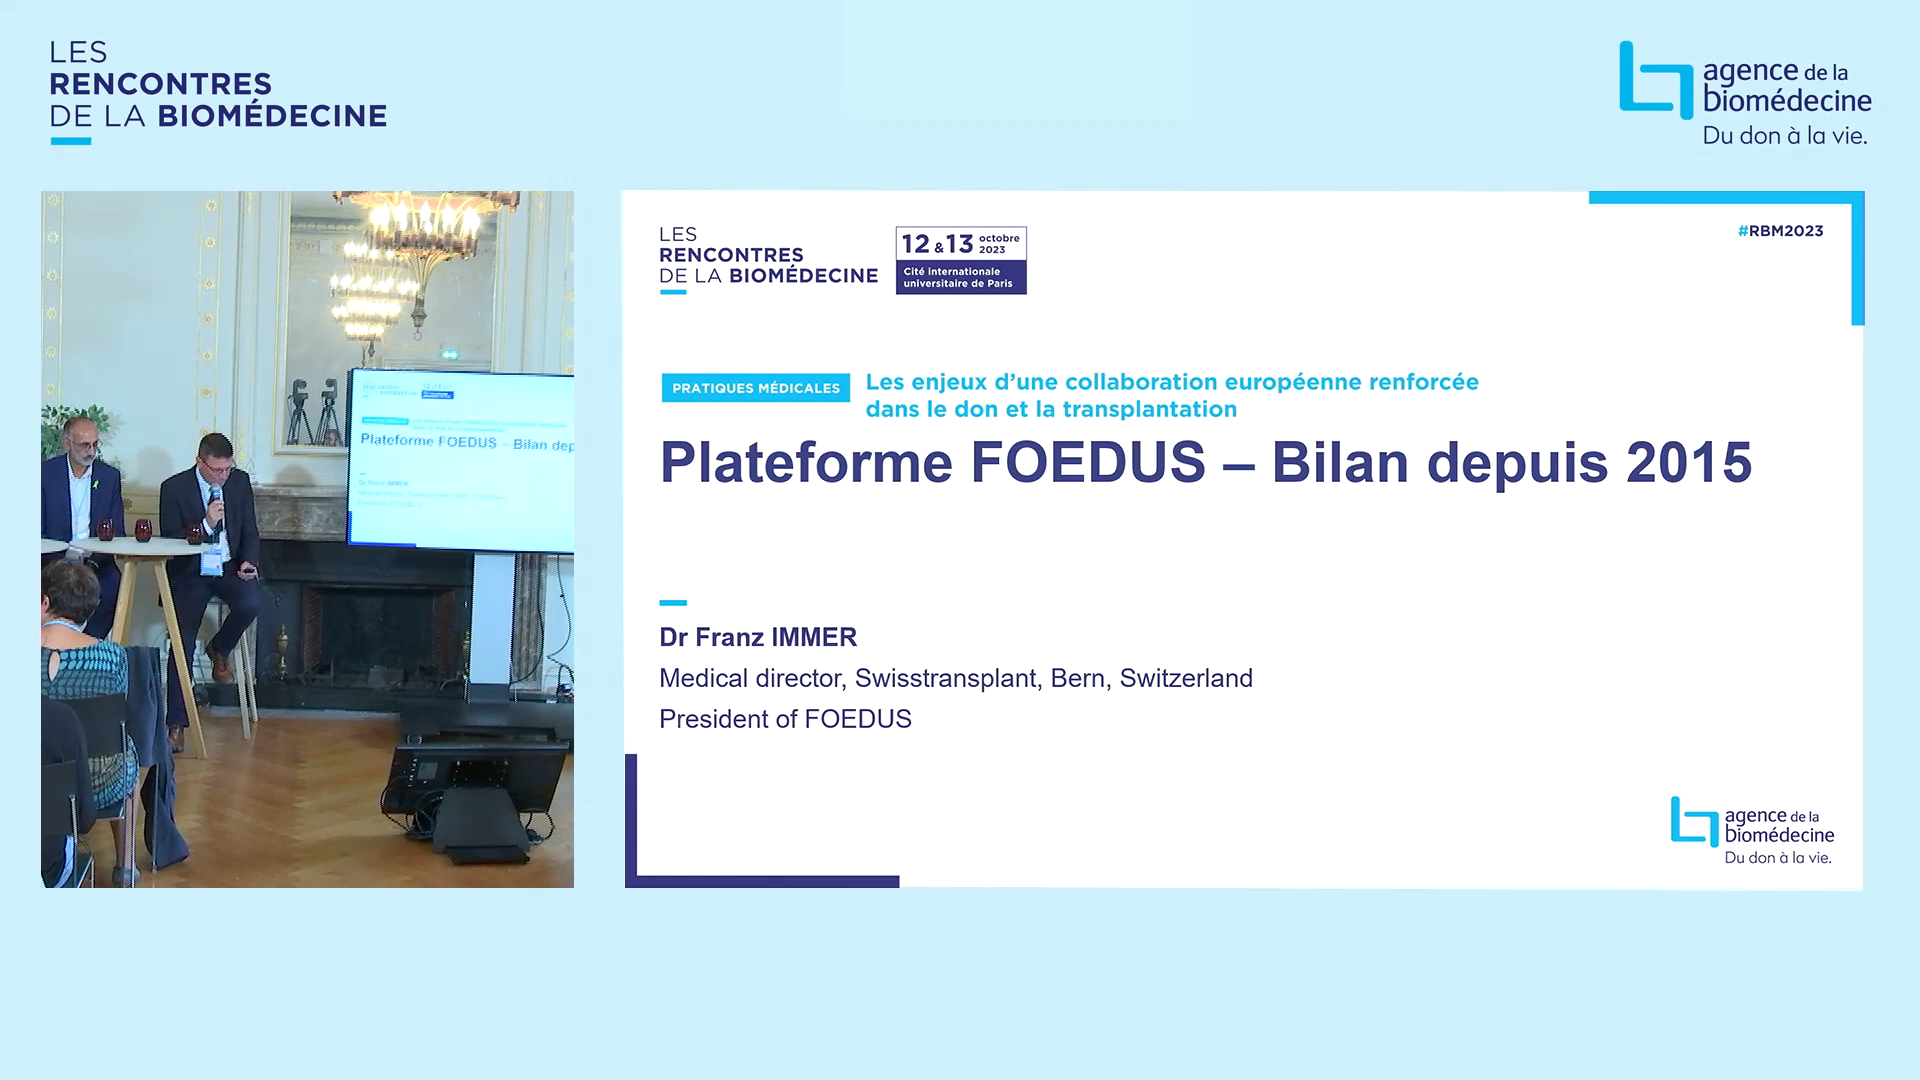 LES
RENCONTRES
DE LA BIOMÉDECINE
agence de la
biomédecine
Du don à la vie.
LES
RENCONTRES
DE LA BIOMÉDECINE
12 & 13 octobre 2023
Cité internationale
universitaire de Paris
#RBM2023
PRATIQUES MÉDICALES
Les enjeux d’une collaboration européenne renforcée
dans le don et la transplantation
Plateforme FOEDUS – Bilan depuis 2015
Dr Franz IMMER
Medical director, Swisstransplant, Bern, Switzerland
President of FOEDUS
agence de la
biomédecine
Du don à la vie.
Plateforme FOEDUS – Bilan dep
Dr Franz IMMER